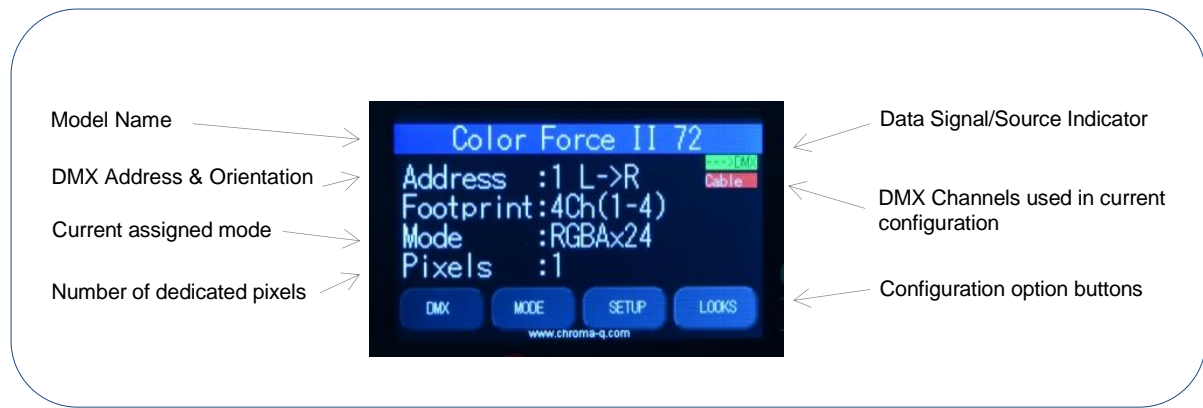 Model Name
DMX Address & Orientation
Current assigned mode
Number of dedicated pixels
Color Force II 72
--->DMX
Cable
Address :1 L->R
Footprint:4Ch(1-4)
Mode :RGBAx24
Pixels :1
DMX MODE SETUP LOOKS
www.chroma-q.com
Data Signal/Source Indicator
DMX Channels used in current
configuration
Configuration option buttons